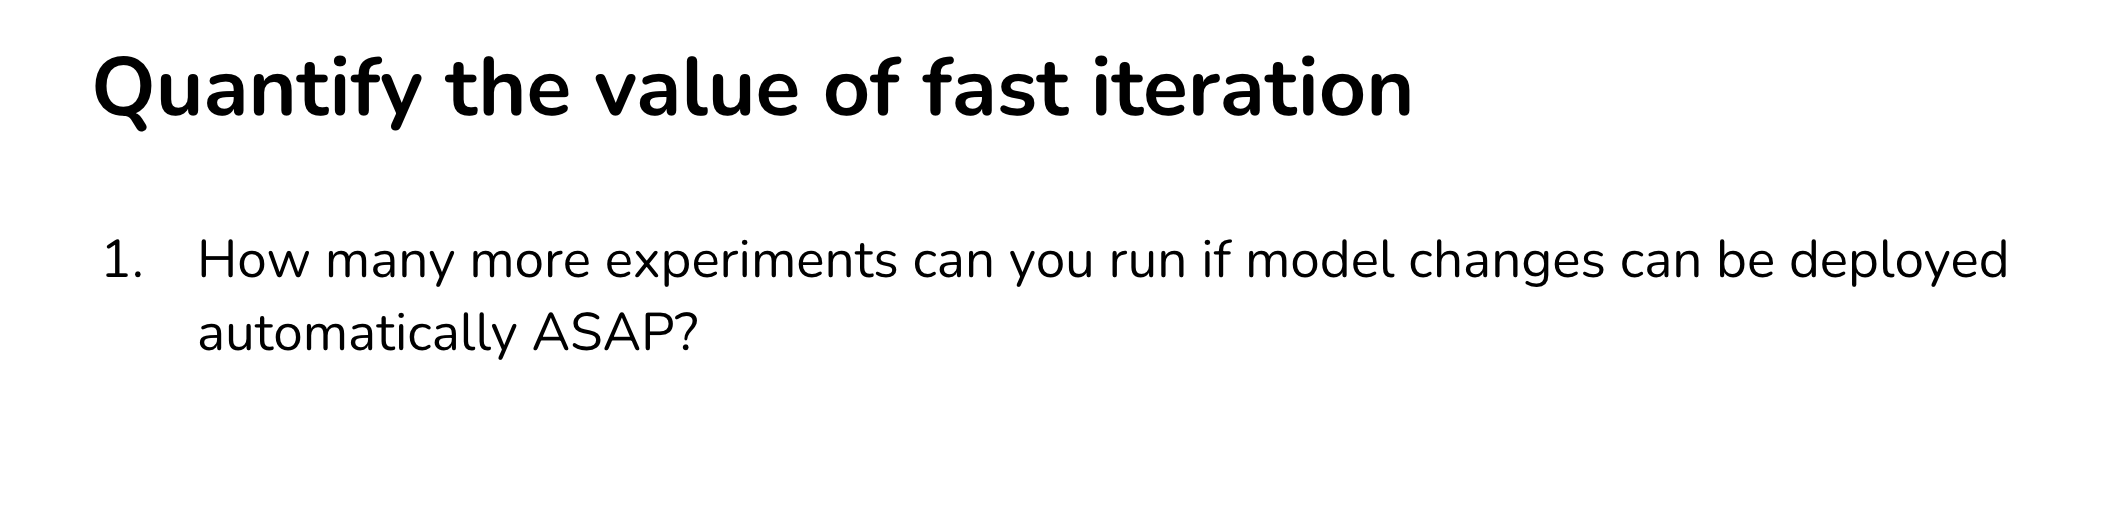 Quantify the value of fast iteration
1. How many more experiments can you run if model changes can be deployed
automatically ASAP?